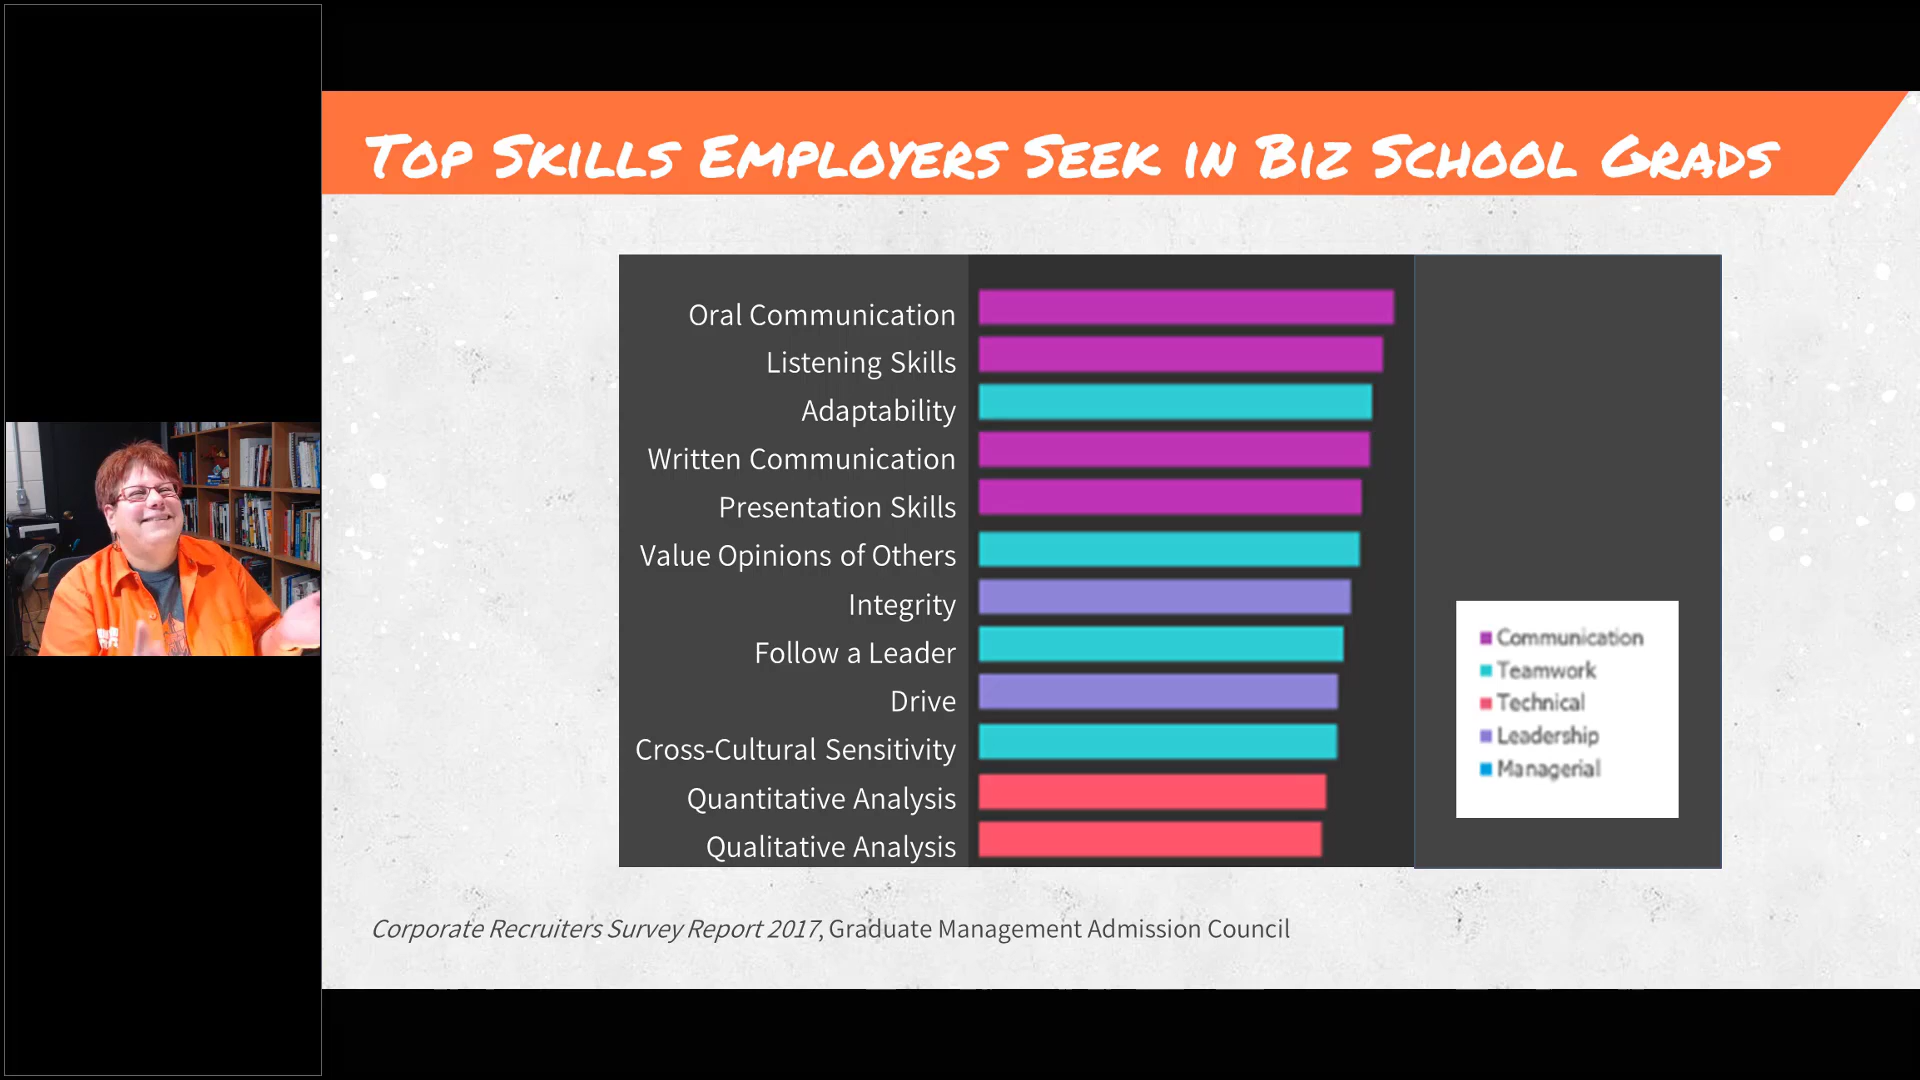 Top Skills Employers Seek in Biz School Grads
Oral Communication
Listening Skills
Adaptability
Written Communication
Presentation Skills
Value Opinions of Others
Integrity
Follow a Leader
Drive
Cross-Cultural Sensitivity
Quantitative Analysis
Qualitative Analysis
Communication
Teamwork
Technical
Leadership
Managerial
Corporate Recruiters Survey Report 2017, Graduate Management Admission Council